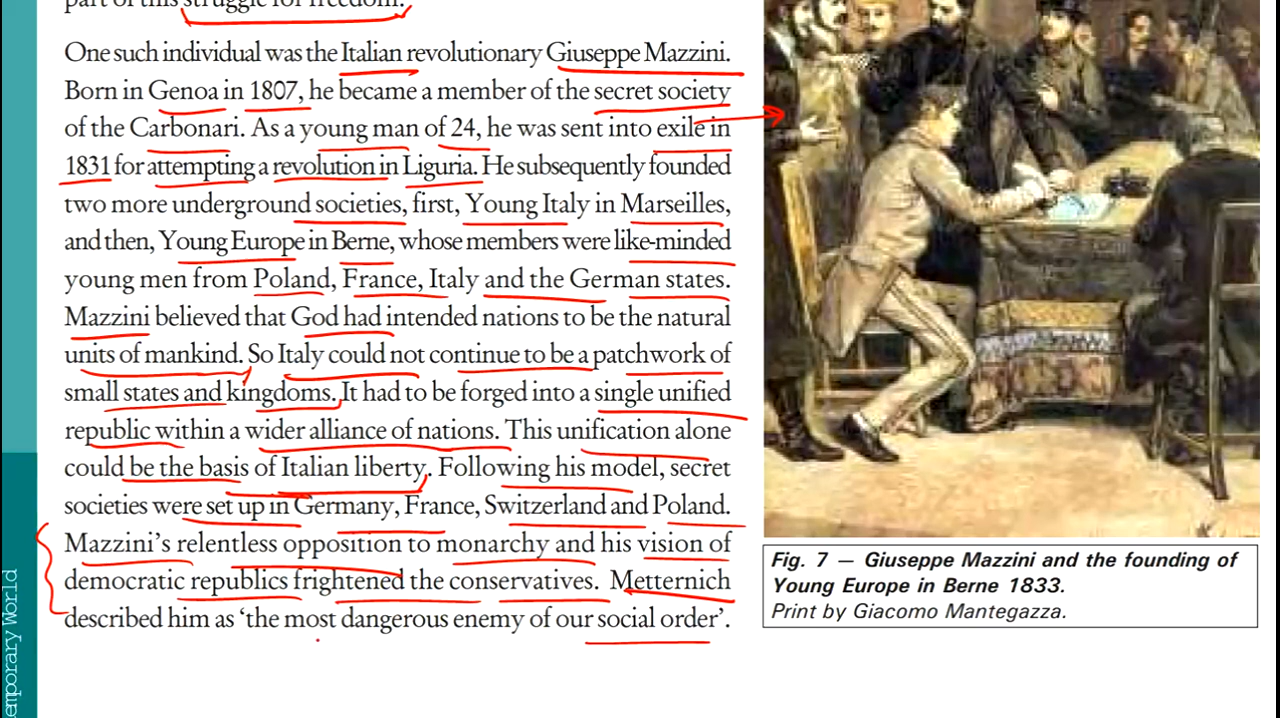 part of this struggle for freedom.
One such individual was the Italian revolutionary Giuseppe Mazzini.
Born in Genoa in 1807, he became a member of the secret society
of the Carbonari. As a young man of 24, he was sent into exile in
1831 for attempting a revolution in Liguria. He subsequently founded
two more underground societies, first, Young Italy in Marseilles,
and then, Young Europe in Berne, whose members were like-minded
young men from Poland, France, Italy and the German states.
Mazzini believed that God had intended nations to be the natural
units of mankind. So Italy could not continue to be a patchwork of
small states and kingdoms. It had to be forged into a single unified
republic within a wider alliance of nations. This unification alone
could be the basis of Italian liberty. Following his model, secret
societies were set up in Germany, France, Switzerland and Poland.
Mazzini's relentless opposition to monarchy and his vision of
democratic republics frightened the conservatives. Metternich
described him as 'the most dangerous enemy of our social order'.
Fig. 7 — Giuseppe Mazzini and the founding of
Young Europe in Berne 1833.
Print by Giacomo Mantegazza.
World